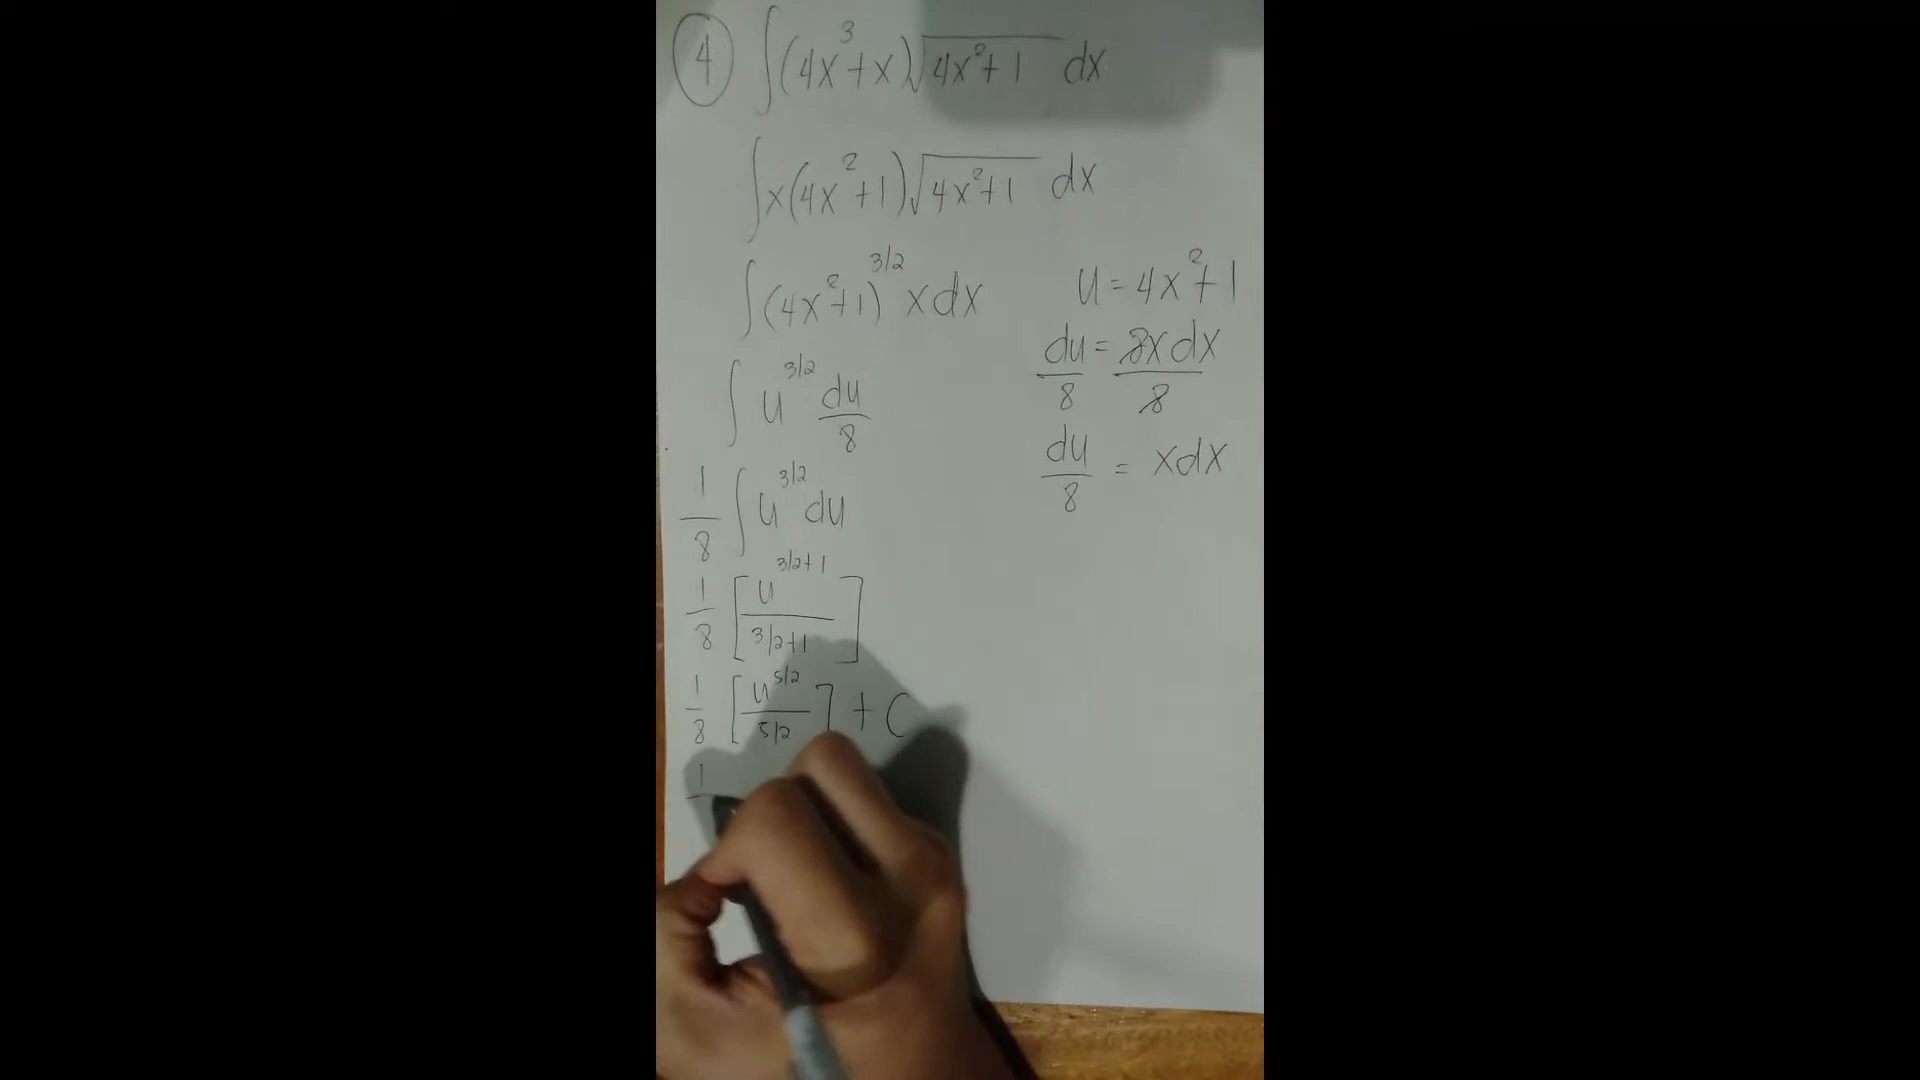 ④ ∫(4x³+x)√(4x²+1) dx
∫x(4x²+1)√(4x²+1) dx
∫(4x²+1)^(3/2) x dx
u = 4x²+1
∫ u^(3/2) du/8
du/8 = 8x dx/8
1/8 ∫ u^(3/2) du
du/8 = x dx
1/8 [u^(3/2+1)/(3/2+1)]
1/8 [u^(5/2)/(5/2)] + C
1